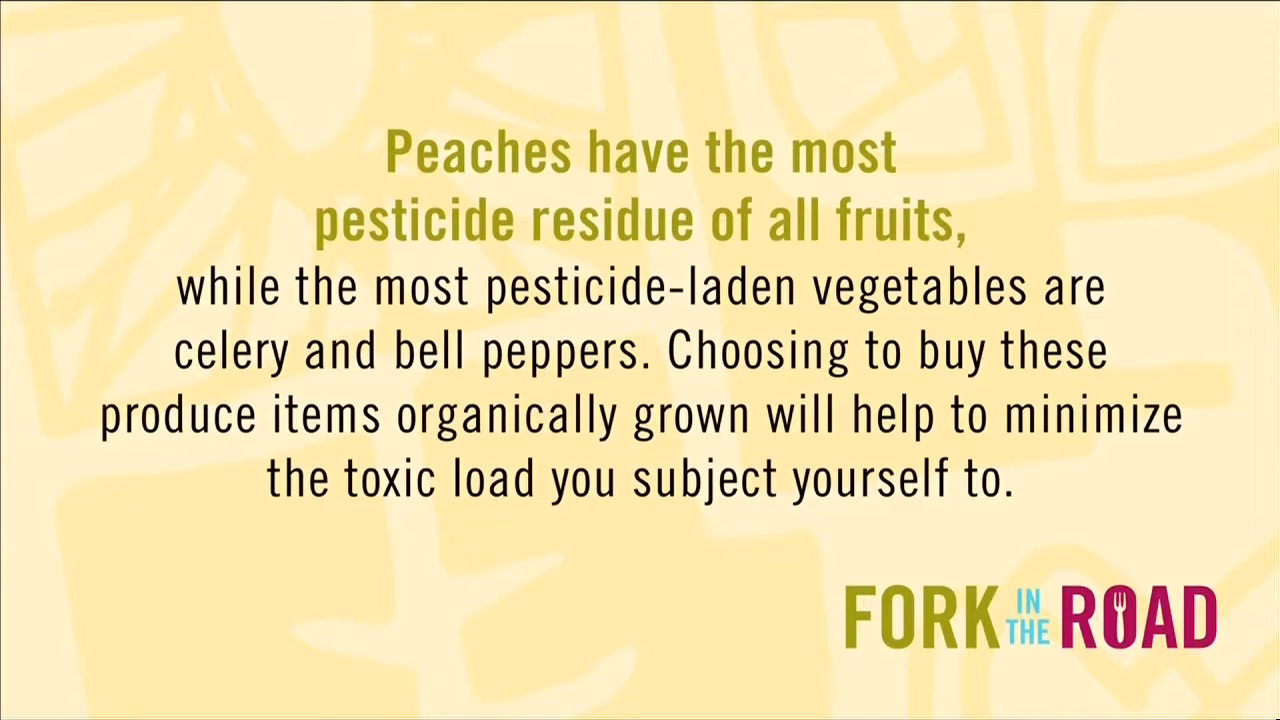 Peaches have the most
pesticide residue of all fruits,
while the most pesticide-laden vegetables are
celery and bell peppers. Choosing to buy these
produce items organically grown will help to minimize
the toxic load you subject yourself to.
FORK IN THE ROAD